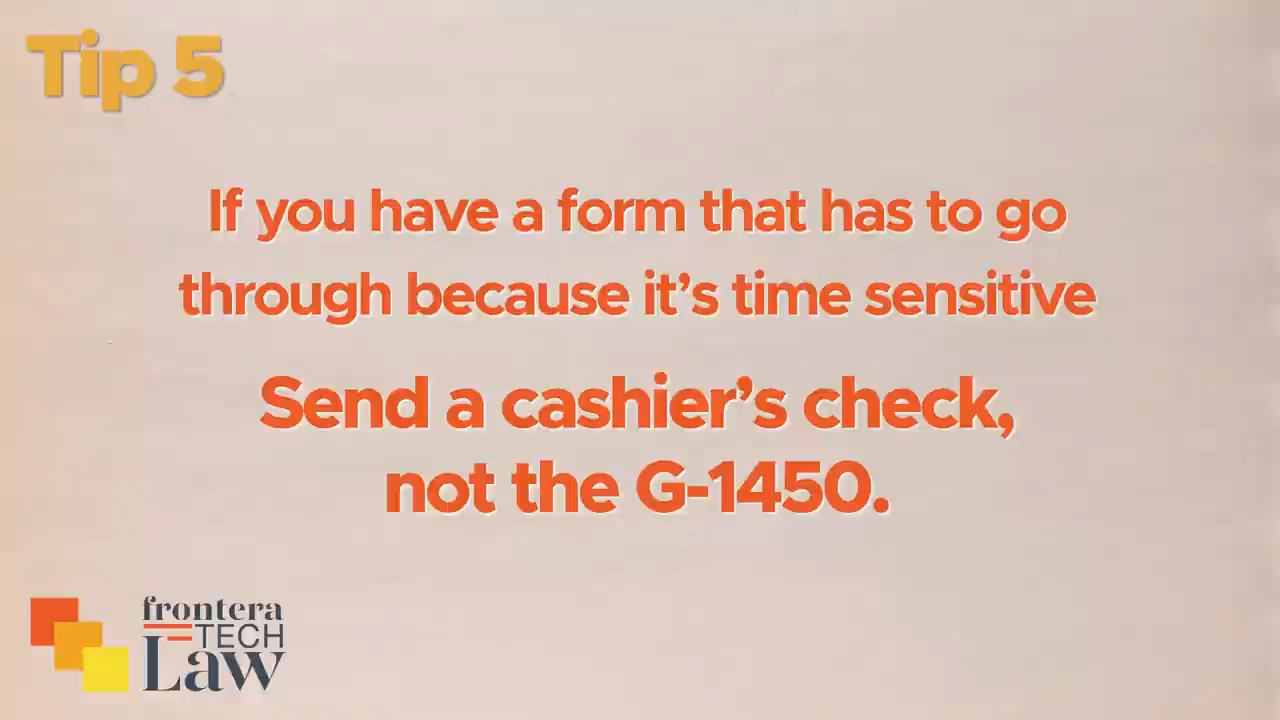 Tip 5
If you have a form that has to go
through because it’s time sensitive
Send a cashier’s check,
not the G-1450.
frontera
TECH
Law